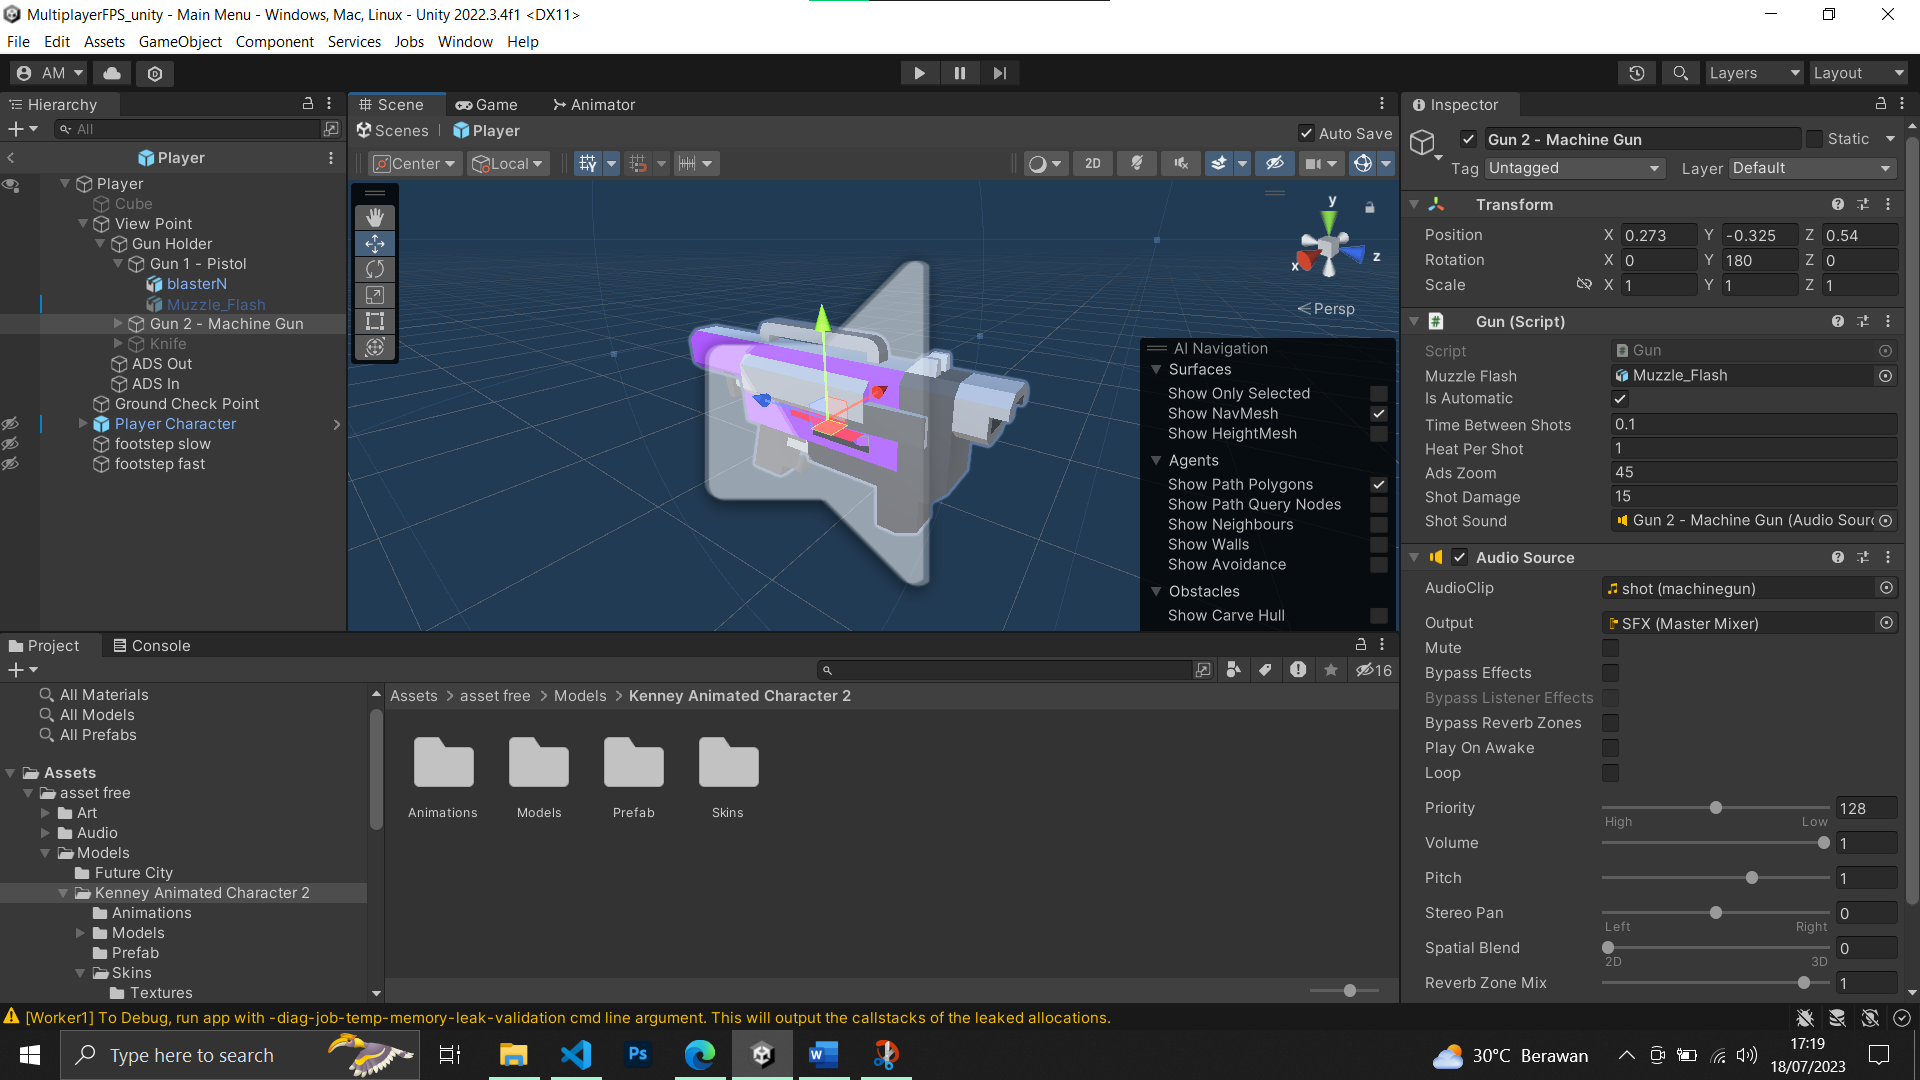 MultiplayerFPS_unity - Main Menu - Windows, Mac, Linux - Unity 2022.3.4f1 <DX11>
File Edit Assets GameObject Component Services Jobs Window Help
AM Layers Layout
Hierarchy
All
Player
Player
Cube
View Point
Gun Holder
Gun 1 - Pistol
blasterN
Muzzle_Flash
Gun 2 - Machine Gun
Knife
ADS Out
ADS In
Ground Check Point
Player Character
footstep slow
footstep fast
Scene Game Animator
Scenes Player Auto Save
Center Local 2D
y
z
x
Persp
AI Navigation
Surfaces
Show Only Selected
Show NavMesh
Show HeightMesh
Agents
Show Path Polygons
Show Path Query Nodes
Show Neighbours
Show Walls
Show Avoidance
Obstacles
Show Carve Hull
Inspector
Gun 2 - Machine Gun Static
Tag Untagged Layer Default
Transform
Position X 0.273 Y -0.325 Z 0.54
Rotation X 0 Y 180 Z 0
Scale X 1 Y 1 Z 1
Gun (Script)
Script Gun
Muzzle Flash Muzzle_Flash
Is Automatic
Time Between Shots 0.1
Heat Per Shot 1
Ads Zoom 45
Shot Damage 15
Shot Sound Gun 2 - Machine Gun (Audio Sourc
Audio Source
AudioClip shot (machinegun)
Output SFX (Master Mixer)
Mute
Bypass Effects
Bypass Listener Effects
Bypass Reverb Zones
Play On Awake
Loop
Priority 128
High Low
Volume 1
Pitch 1
Stereo Pan 0
Left Right
Spatial Blend 0
2D 3D
Reverb Zone Mix 1
Project Console
16
All Materials
All Models
All Prefabs
Assets
asset free
Art
Audio
Models
Future City
Kenney Animated Character 2
Animations
Models
Prefab
Skins
Textures
Assets > asset free > Models > Kenney Animated Character 2
Animations Models Prefab Skins
[Worker1] To Debug, run app with -diag-job-temp-memory-leak-validation cmd line argument. This will output the callstacks of the leaked allocations.
Type here to search
Ps
30°C Berawan
17:19
18/07/2023